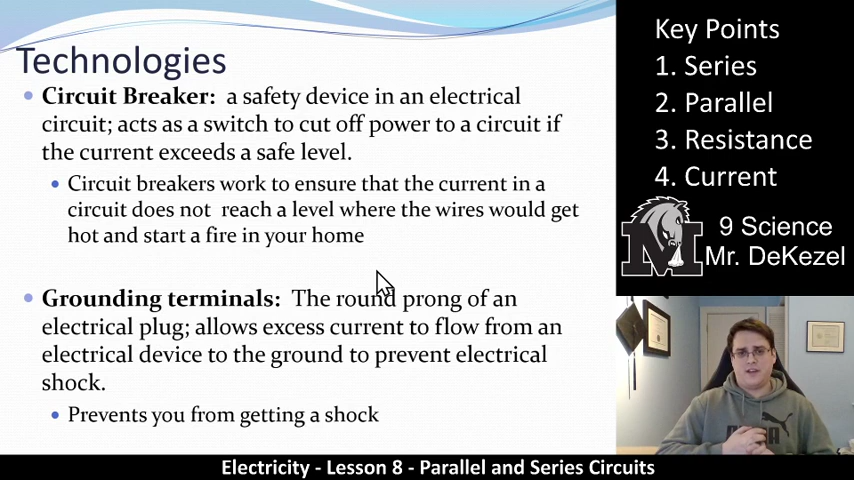 Technologies
Circuit Breaker: a safety device in an electrical
circuit; acts as a switch to cut off power to a circuit if
the current exceeds a safe level.
Circuit breakers work to ensure that the current in a
circuit does not reach a level where the wires would get
hot and start a fire in your home
Grounding terminals: The round prong of an
electrical plug; allows excess current to flow from an
electrical device to the ground to prevent electrical
shock.
Prevents you from getting a shock
Key Points
1. Series
2. Parallel
3. Resistance
4. Current
M
9 Science
Mr. DeKezel
Electricity - Lesson 8 - Parallel and Series Circuits